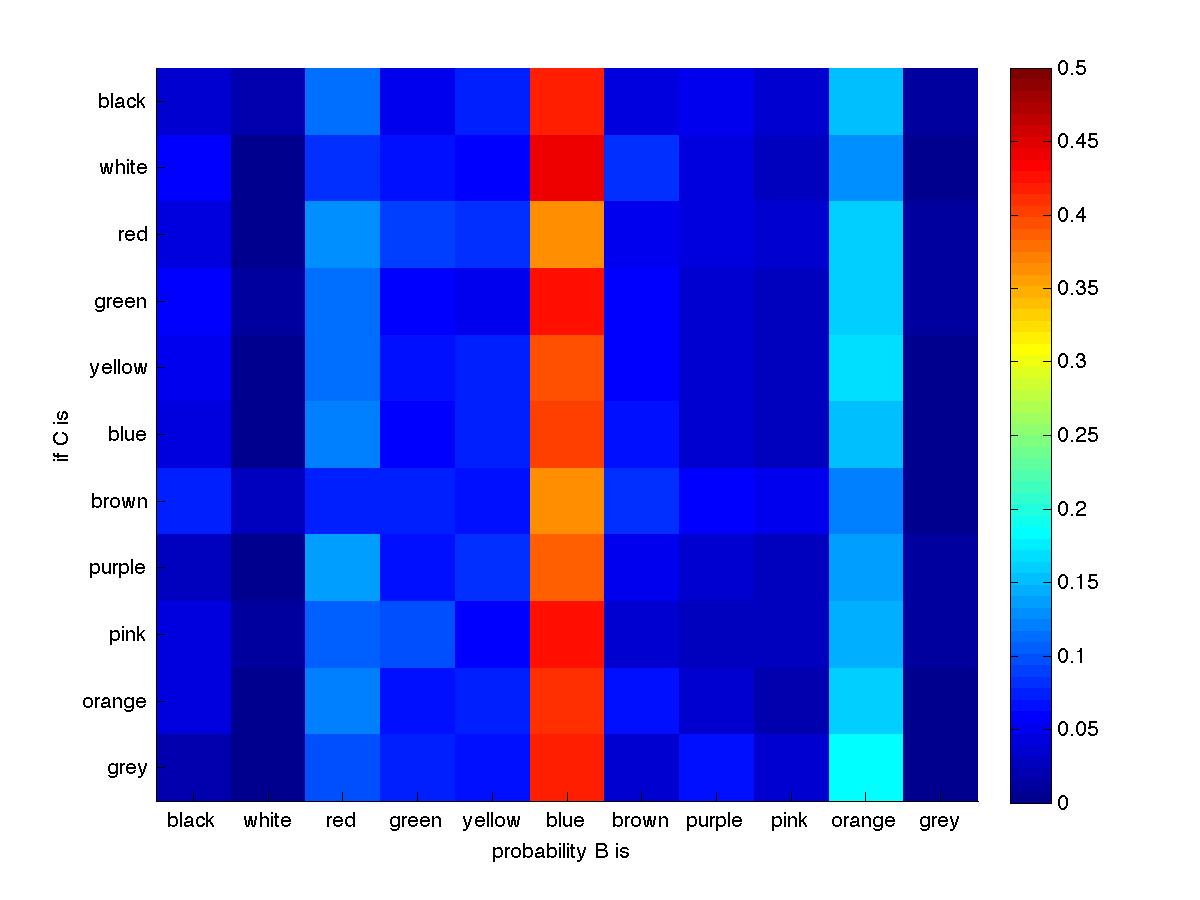 black
white
red
green
yellow
blue
brown
purple
pink
orange
grey
if C is
black white red green yellow blue brown purple pink orange grey
probability B is
0.5
0.45
0.4
0.35
0.3
0.25
0.2
0.15
0.1
0.05
0